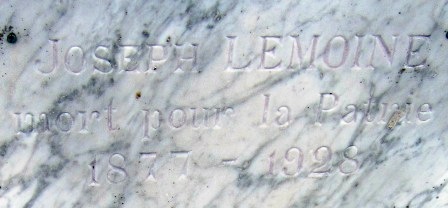 JOSEPH LEMOINE
mort pour la Patrie
1877 - 1928